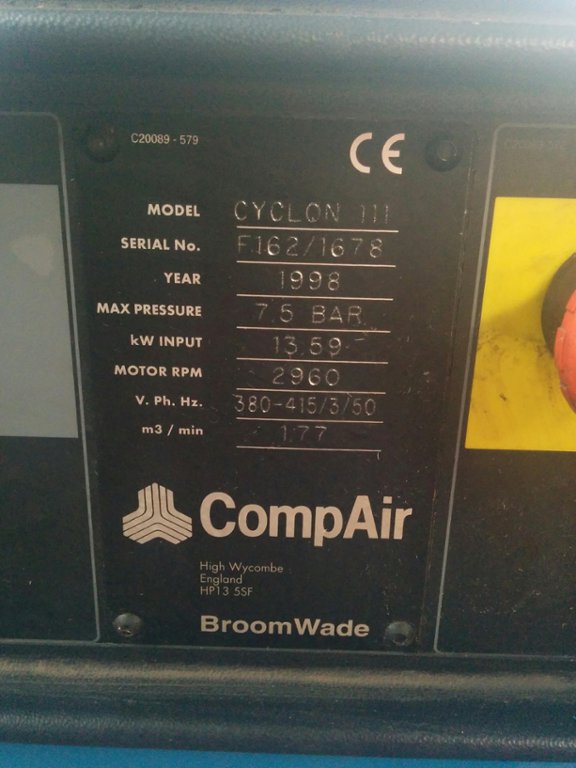 C20089 - 579
CE
MODEL CYCLON 111
SERIAL No. F162/1678
YEAR 1998
MAX PRESSURE 7.5 BAR
kW INPUT 13.59
MOTOR RPM 2960
V. Ph. Hz. 380-415/3/50
m3 / min 1.77
CompAir
High Wycombe
England
HP13 5SF
BroomWade